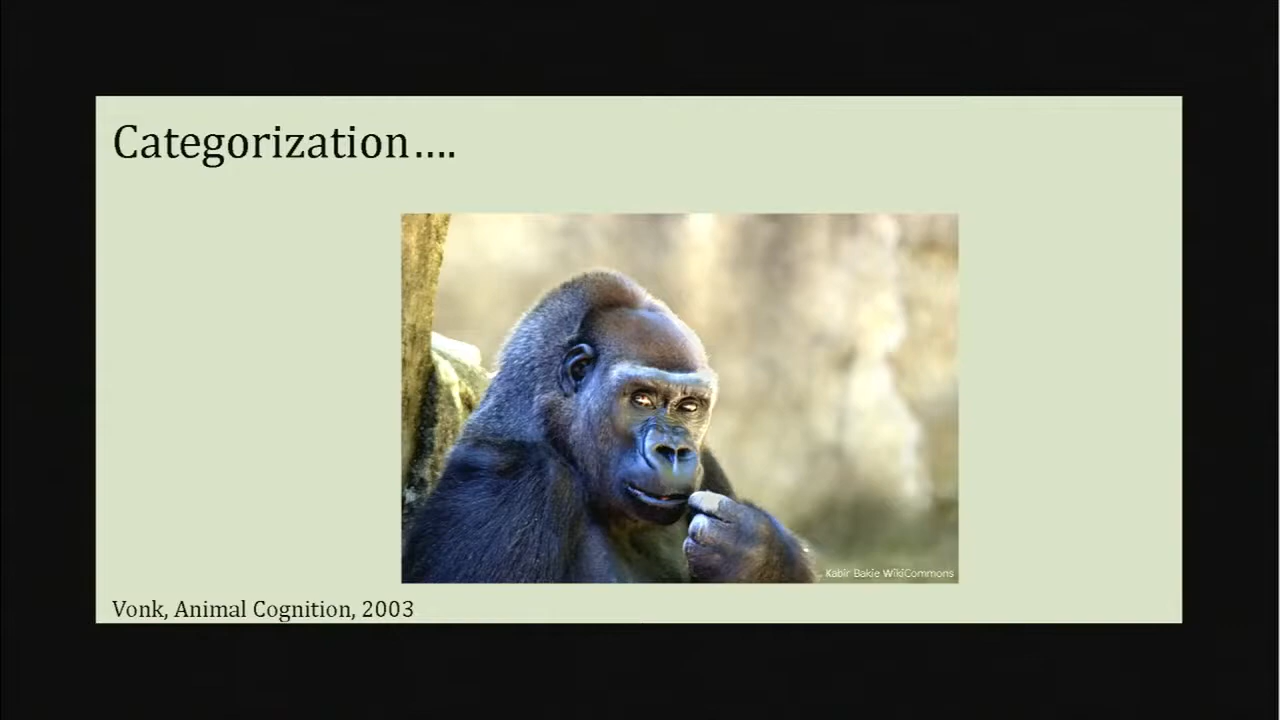 Categorization....
Kabir Bakie WikiCommons
Vonk, Animal Cognition, 2003